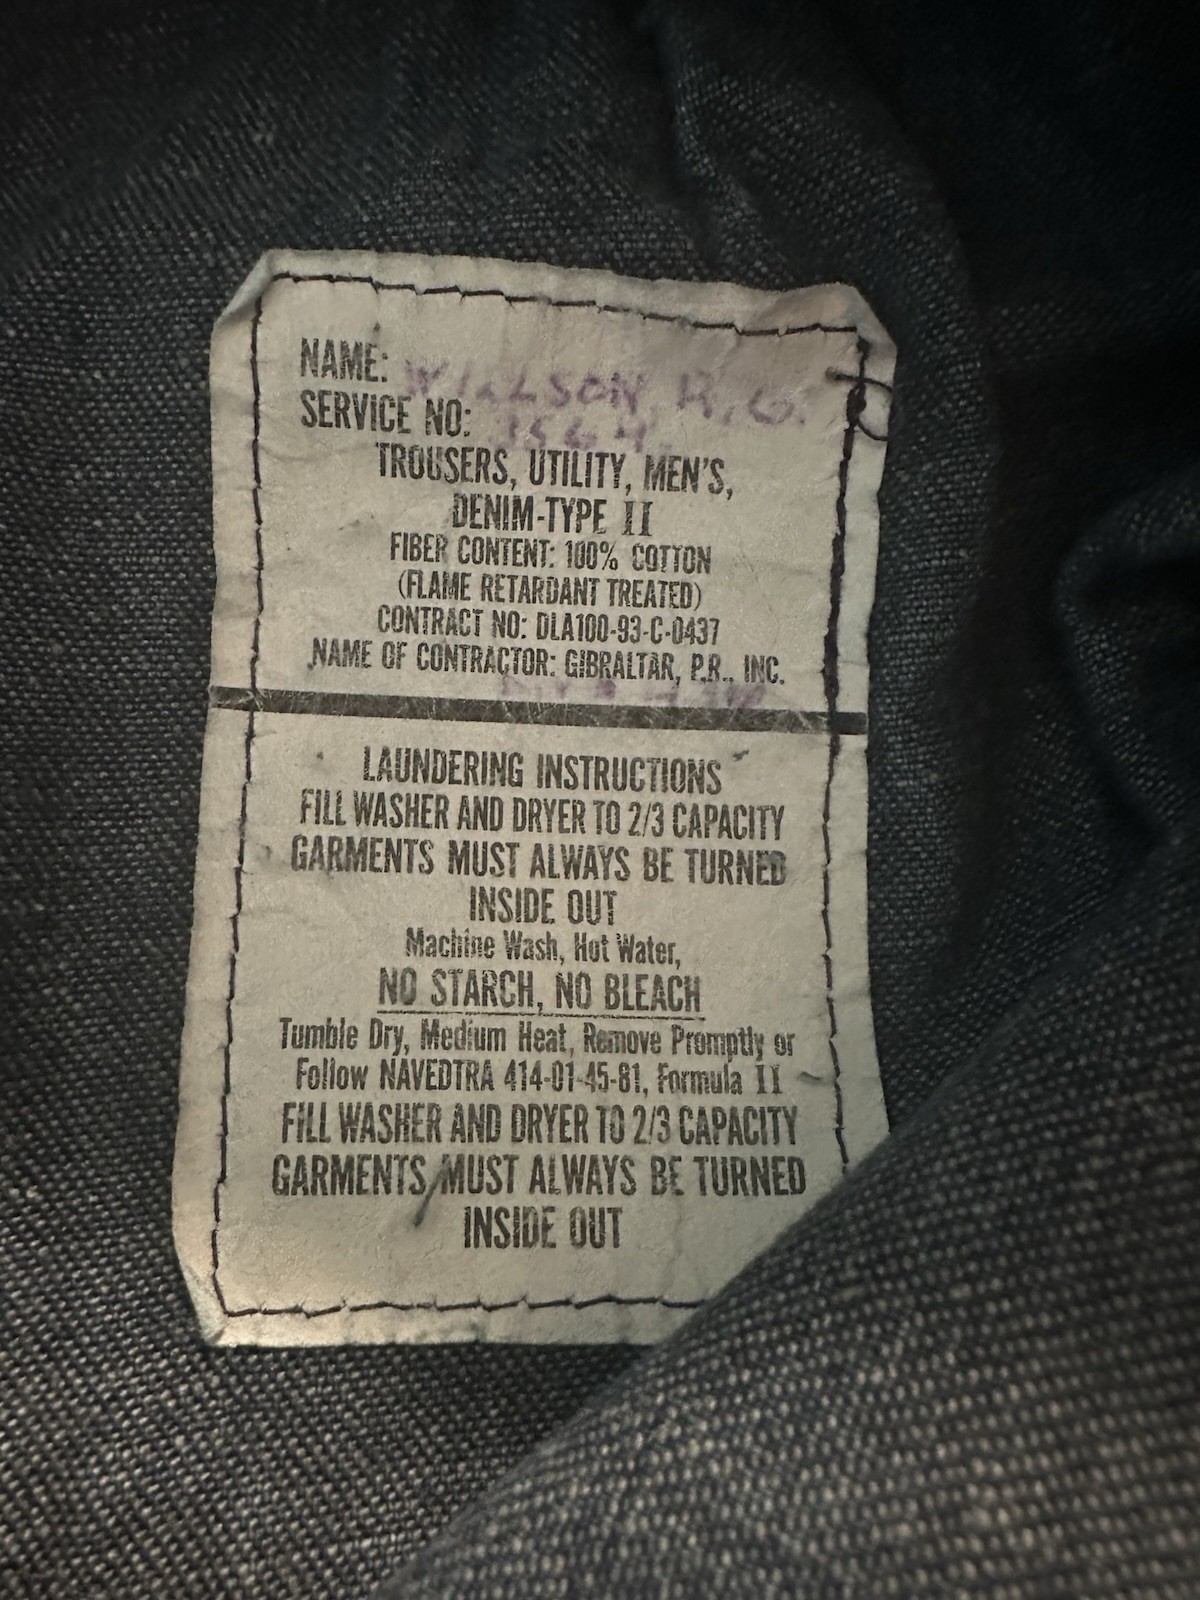 NAME: WILLSON, R.G.
SERVICE NO: 3564
TROUSERS, UTILITY, MEN'S,
DENIM-TYPE II
FIBER CONTENT: 100% COTTON
(FLAME RETARDANT TREATED)
CONTRACT NO: DLA100-93-C-0437
NAME OF CONTRACTOR: GIBRALTAR, P.R., INC.
LAUNDERING INSTRUCTIONS
FILL WASHER AND DRYER TO 2/3 CAPACITY
GARMENTS MUST ALWAYS BE TURNED
INSIDE OUT
Machine Wash, Hot Water,
NO STARCH, NO BLEACH
Tumble Dry, Medium Heat, Remove Promptly or
Follow NAVEDTRA 414-01-45-81, Formula II
FILL WASHER AND DRYER TO 2/3 CAPACITY
GARMENTS MUST ALWAYS BE TURNED
INSIDE OUT